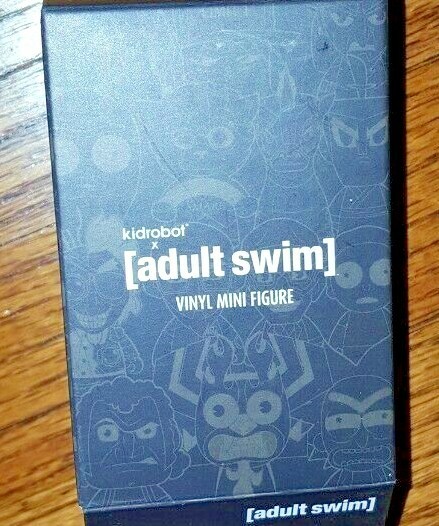 kidrobot®
x
[adult swim]
VINYL MINI FIGURE
[adult swim]